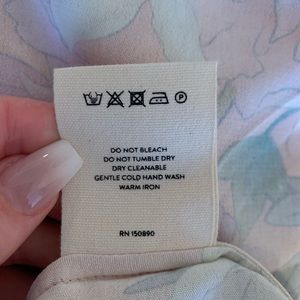 P
DO NOT BLEACH
DO NOT TUMBLE DRY
DRY CLEANABLE
GENTLE COLD HAND WASH
WARM IRON
RN 150890